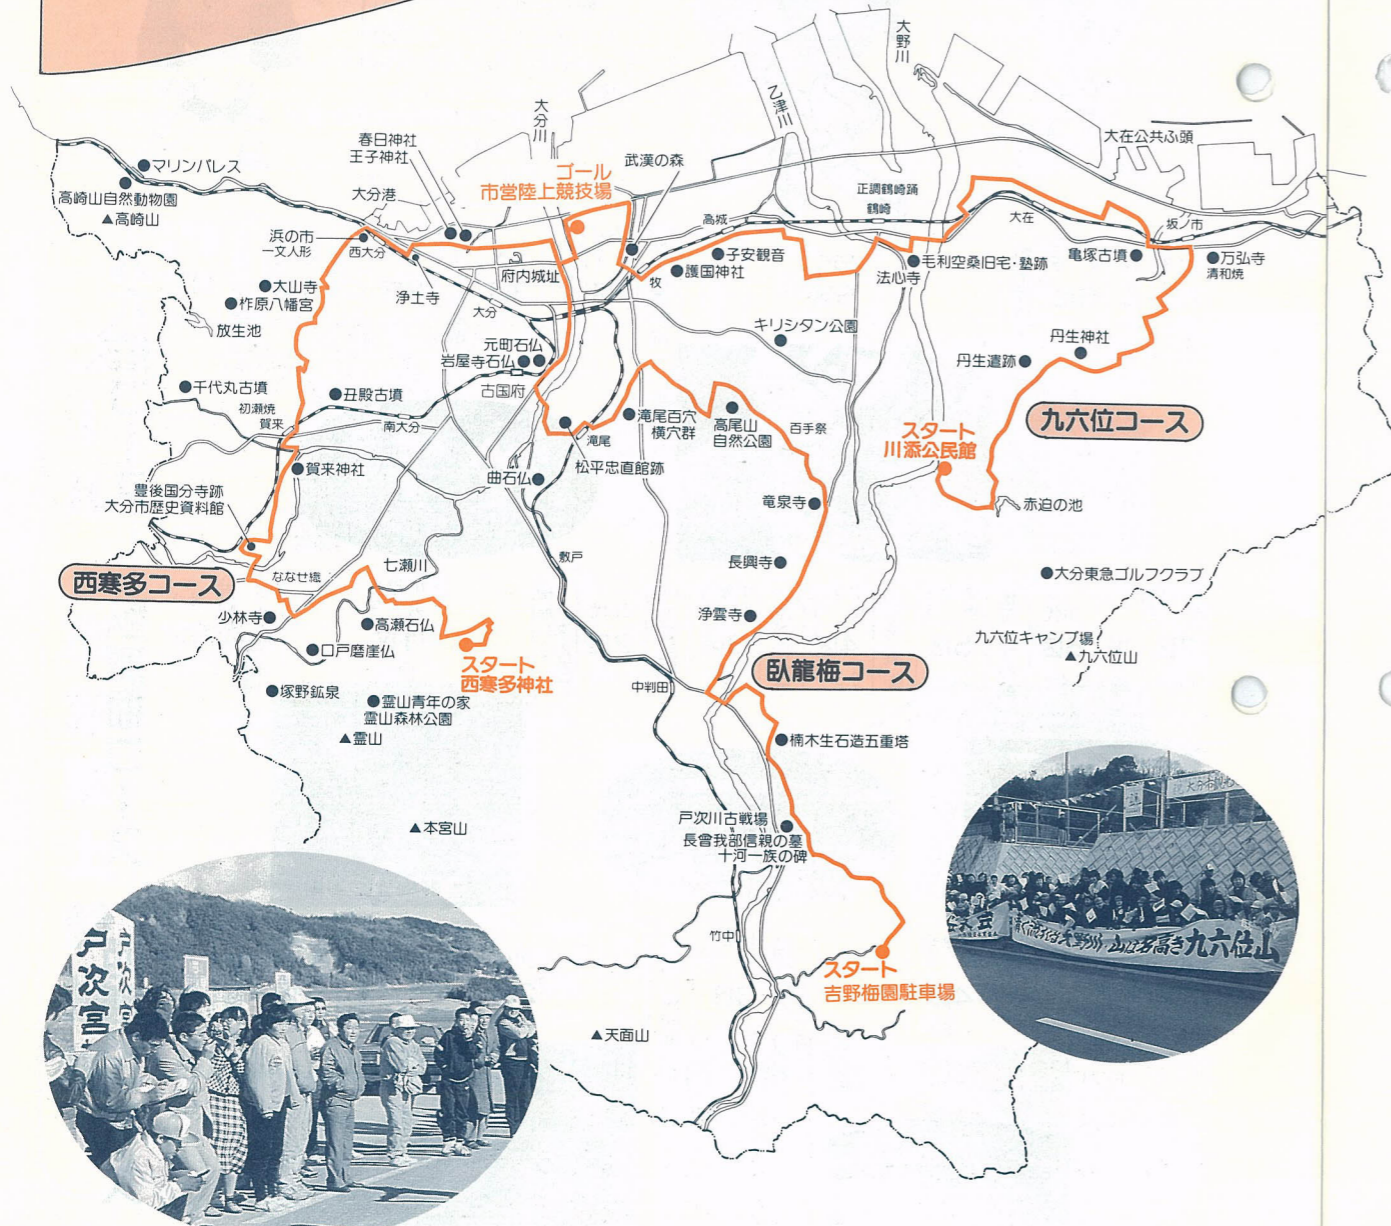 大野川
大分川
乙津川
大在公共ふ頭
春日神社
王子神社
武漢の森
ゴール
市営陸上競技場
マリンパレス
高崎山自然動物園
▲高崎山
大分港
正調鶴崎踊
鶴崎
高城
大在
坂ノ市
浜の市
一文人形
西大分
府内城址
子安観音
護国神社
牧
毛利空桑旧宅・塾跡
法心寺
亀塚古墳
万弘寺
清和焼
大山寺
柞原八幡宮
放生池
浄土寺
大分
キリシタン公園
丹生神社
丹生遺跡
元町石仏
岩屋寺石仏
古国府
千代丸古墳
丑殿古墳
初瀬焼
賀来
南大分
滝尾百穴
横穴群
高尾山
自然公園
百手祭
滝尾
松平忠直館跡
九六位コース
スタート
川添公民館
賀来神社
曲石仏
豊後国分寺跡
大分市歴史資料館
竜泉寺
赤迫の池
七瀬川
敷戸
長興寺
西寒多コース
ななせ橋
大分東急ゴルフクラブ
少林寺
高瀬石仏
浄雲寺
口戸磨崖仏
九六位キャンプ場
▲九六位山
スタート
西寒多神社
臥龍梅コース
中判田
塚野鉱泉
霊山青年の家
霊山森林公園
▲霊山
楠木生石造五重塔
▲本宮山
戸次川古戦場
長曾我部信親の墓
十河一族の碑
竹中
スタート
吉野梅園駐車場
▲天面山
戸次宮
山は名高き九六位山